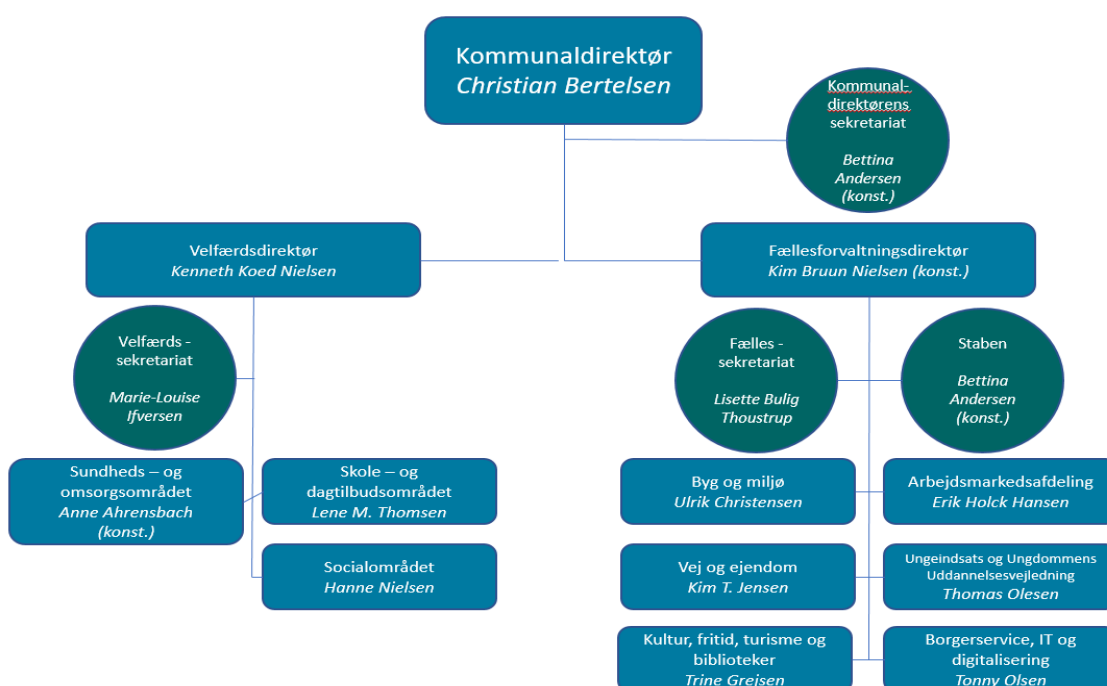 Kommunaldirektør
Christian Bertelsen
Kommunal-
direktørens
sekretariat
Bettina
Andersen
(konst.)
Velfærdsdirektør
Kenneth Koed Nielsen
Fællesforvaltningsdirektør
Kim Bruun Nielsen (konst.)
Velfærds -
sekretariat
Marie-Louise
Ifversen
Fælles -
sekretariat
Lisette Bulig
Thoustrup
Staben
Bettina
Andersen
(konst.)
Sundheds – og
omsorgsområdet
Anne Ahrensbach
(konst.)
Skole – og
dagtilbudsområdet
Lene M. Thomsen
Socialområdet
Hanne Nielsen
Byg og miljø
Ulrik Christensen
Arbejdsmarkedsafdeling
Erik Holck Hansen
Vej og ejendom
Kim T. Jensen
Ungeindsats og Ungdommens
Uddannelsesvejledning
Thomas Olesen
Kultur, fritid, turisme og
biblioteker
Trine Grejsen
Borgerservice, IT og
digitalisering
Tonny Olsen